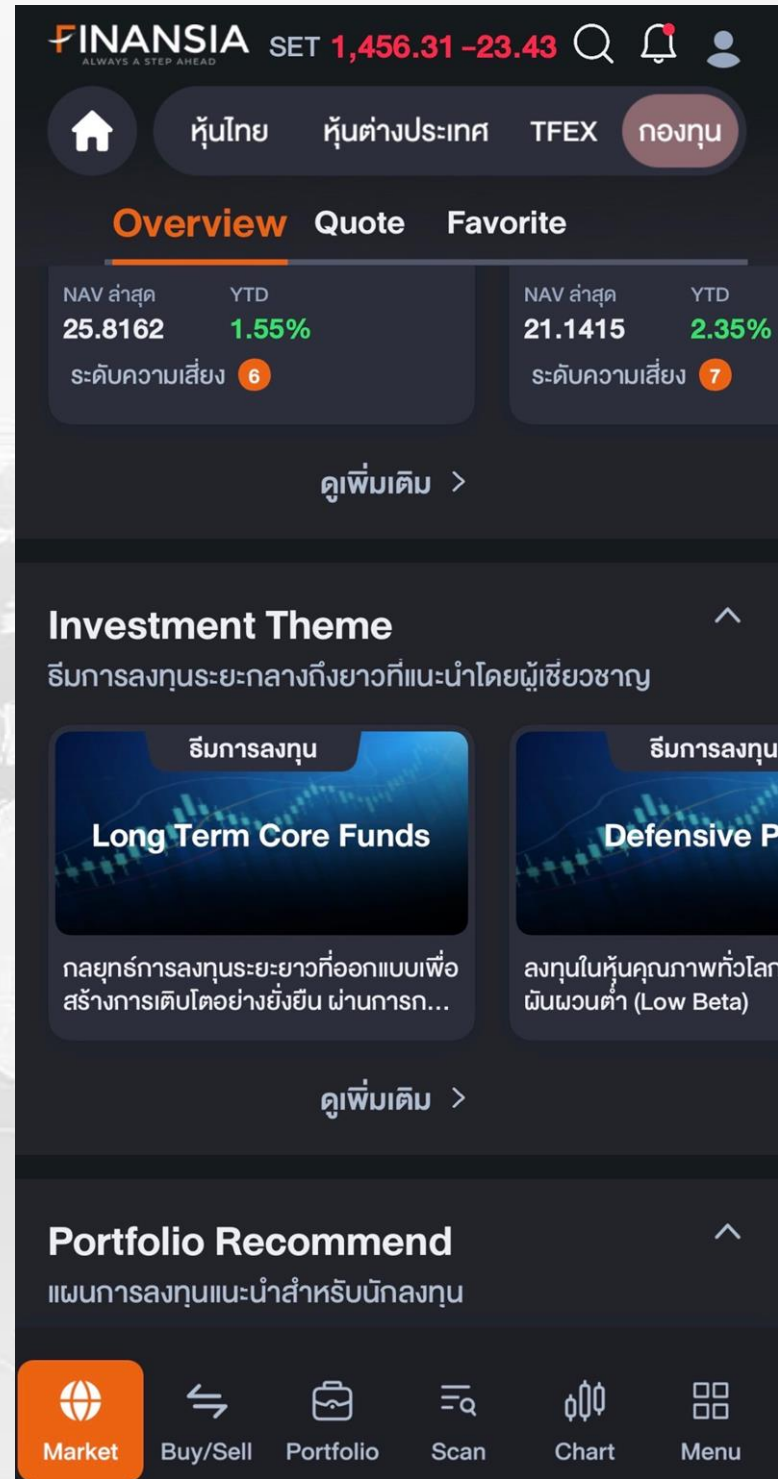 FINANSIA SET 1,456.31 -23.43
ALWAYS A STEP AHEAD
หุ้นไทย หุ้นต่างประเทศ TFEX กองทุน
Overview Quote Favorite
NAV ล่าสุด YTD NAV ล่าสุด YTD
25.8162 1.55% 21.1415 2.35%
ระดับความเสี่ยง 6 ระดับความเสี่ยง 7
ดูเพิ่มเติม >
Investment Theme
ธีมการลงทุนระยะกลางถึงยาวที่แนะนำโดยผู้เชี่ยวชาญ
ธีมการลงทุน ธีมการลงทุน
Long Term Core Funds Defensive P
กลยุทธ์การลงทุนระยะยาวที่ออกแบบเพื่อ ลงทุนในหุ้นคุณภาพทั่วโลก
สร้างการเติบโตอย่างยั่งยืน ผ่านการก... ผันผวนต่ำ (Low Beta)
ดูเพิ่มเติม >
Portfolio Recommend
แผนการลงทุนแนะนำสำหรับนักลงทุน
Market Buy/Sell Portfolio Scan Chart Menu